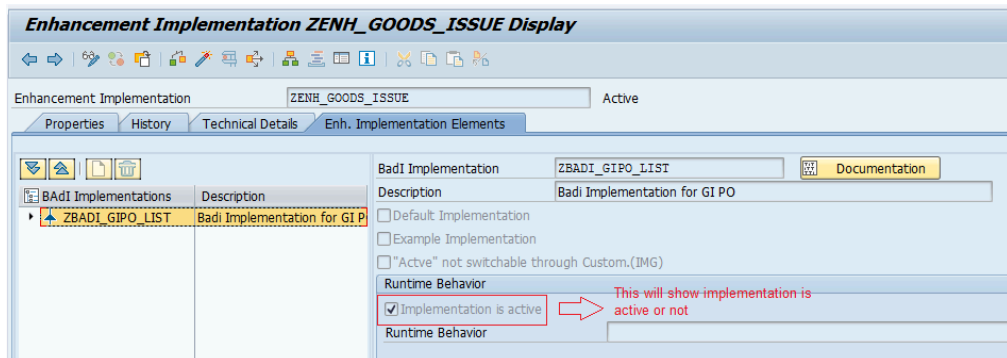 Enhancement Implementation ZENH_GOODS_ISSUE Display
Enhancement Implementation ZENH_GOODS_ISSUE Active
Properties History Technical Details Enh. Implementation Elements
BAdI Implementations Description
ZBADI_GIPO_LIST Badi Implementation for GI P
BadI Implementation ZBADI_GIPO_LIST Documentation
Description Badi Implementation for GI PO
Default Implementation
Example Implementation
"Actve" not switchable through Custom.(IMG)
Runtime Behavior
Implementation is active
This will show implementation is
active or not
Runtime Behavior